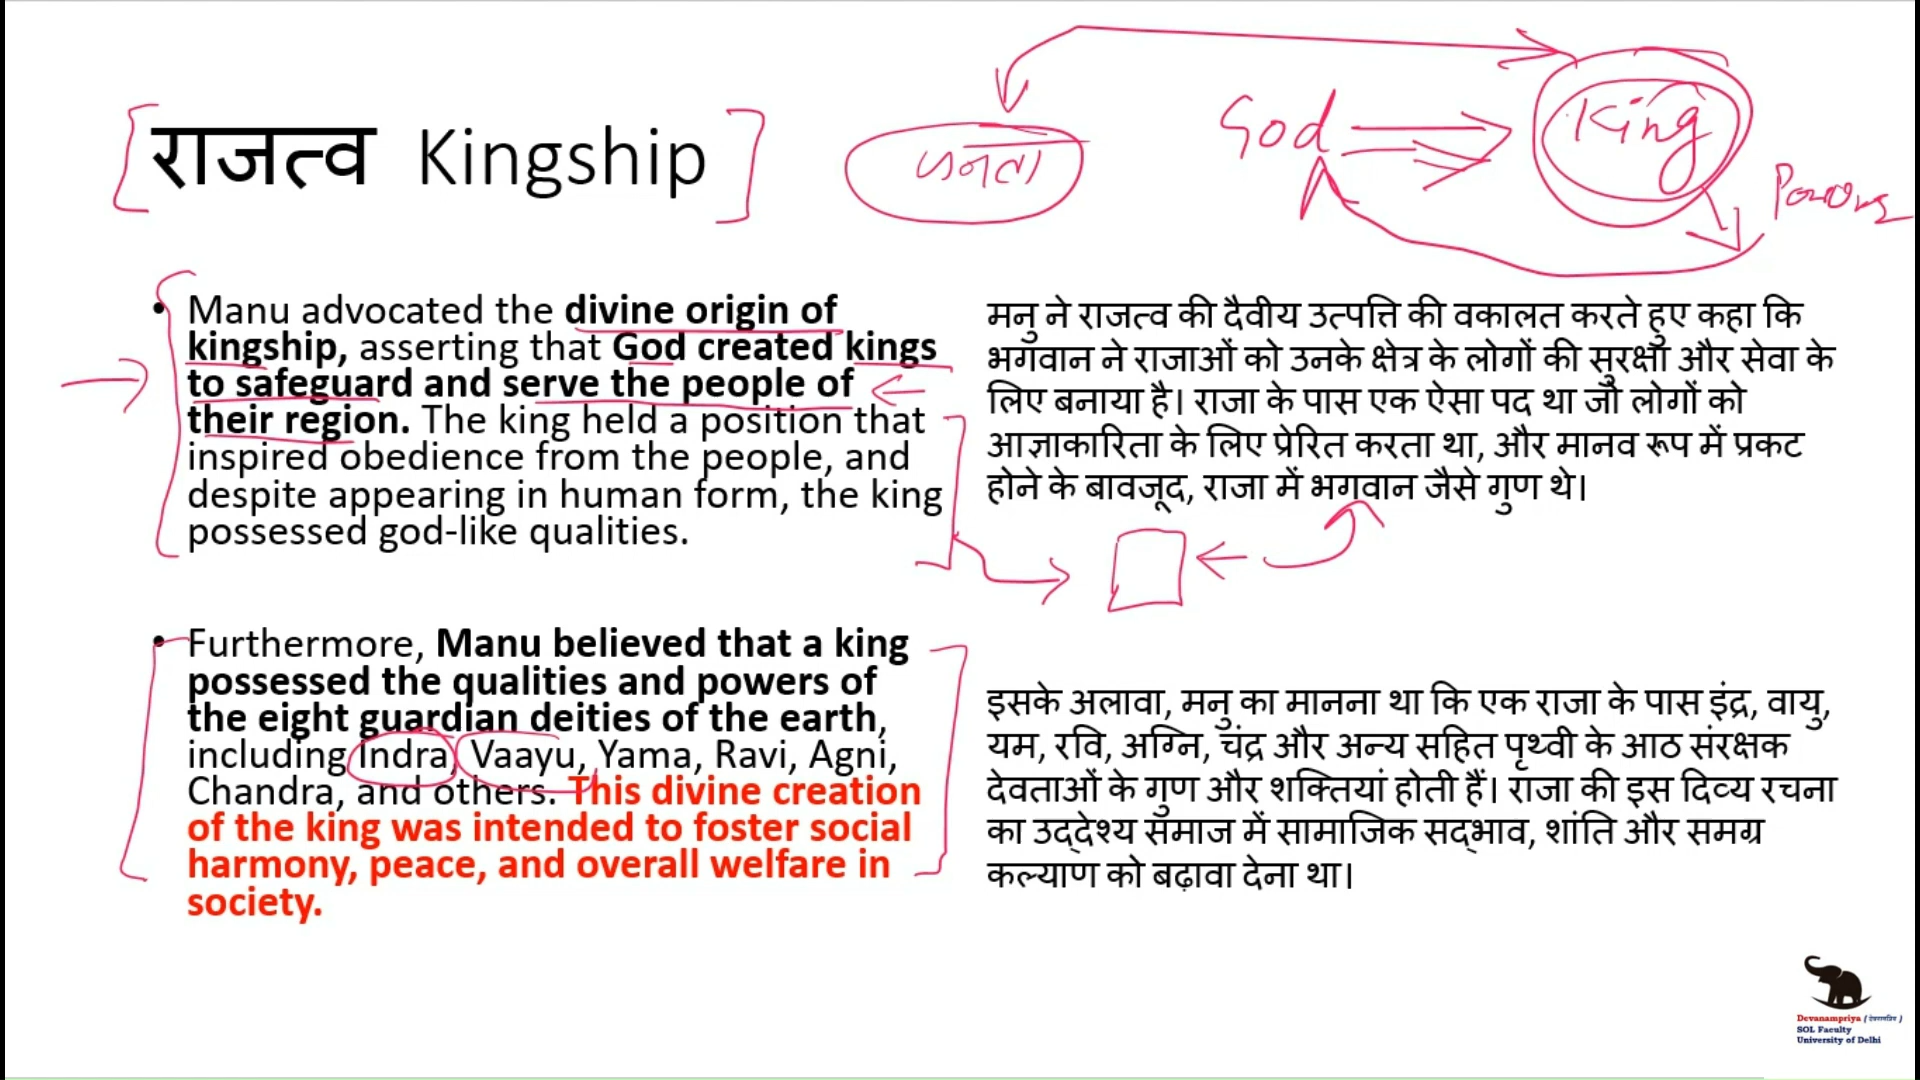 राजत्व Kingship
जनता
God
King
Powers
• Manu advocated the divine origin of
kingship, asserting that God created kings
to safeguard and serve the people of
their region. The king held a position that
inspired obedience from the people, and
despite appearing in human form, the king
possessed god-like qualities.
• Furthermore, Manu believed that a king
possessed the qualities and powers of
the eight guardian deities of the earth,
including Indra, Vaayu, Yama, Ravi, Agni,
Chandra, and others. This divine creation
of the king was intended to foster social
harmony, peace, and overall welfare in
society.
मनु ने राजत्व की दैवीय उत्पत्ति की वकालत करते हुए कहा कि
भगवान ने राजाओं को उनके क्षेत्र के लोगों की सुरक्षा और सेवा के
लिए बनाया है। राजा के पास एक ऐसा पद था जो लोगों को
आज्ञाकारिता के लिए प्रेरित करता था, और मानव रूप में प्रकट
होने के बावजूद, राजा में भगवान जैसे गुण थे।
इसके अलावा, मनु का मानना था कि एक राजा के पास इंद्र, वायु,
यम, रवि, अग्नि, चंद्र और अन्य सहित पृथ्वी के आठ संरक्षक
देवताओं के गुण और शक्तियां होती हैं। राजा की इस दिव्य रचना
का उद्देश्य समाज में सामाजिक सद्भाव, शांति और समग्र
कल्याण को बढ़ावा देना था।
Devanampriya ( देवानामप्रिय )
SOL Faculty
University of Delhi